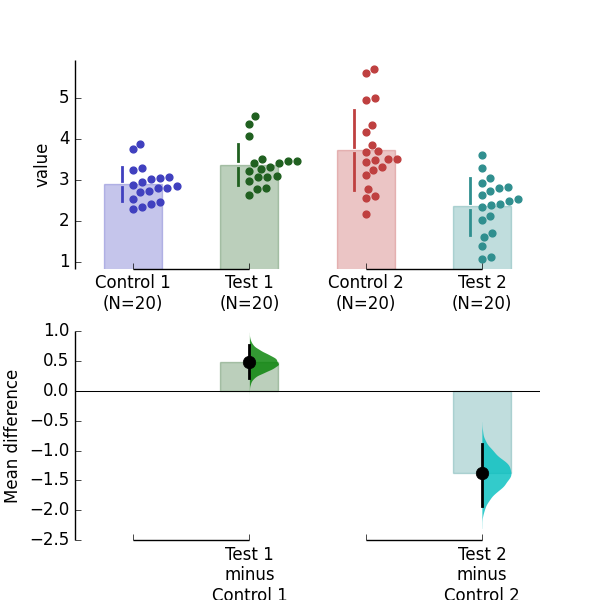 5
4
3
2
1
value
Control 1
(N=20)
Test 1
(N=20)
Control 2
(N=20)
Test 2
(N=20)
1.0
0.5
0.0
−0.5
−1.0
−1.5
−2.0
−2.5
Mean difference
Test 1
minus
Control 1
Test 2
minus
Control 2